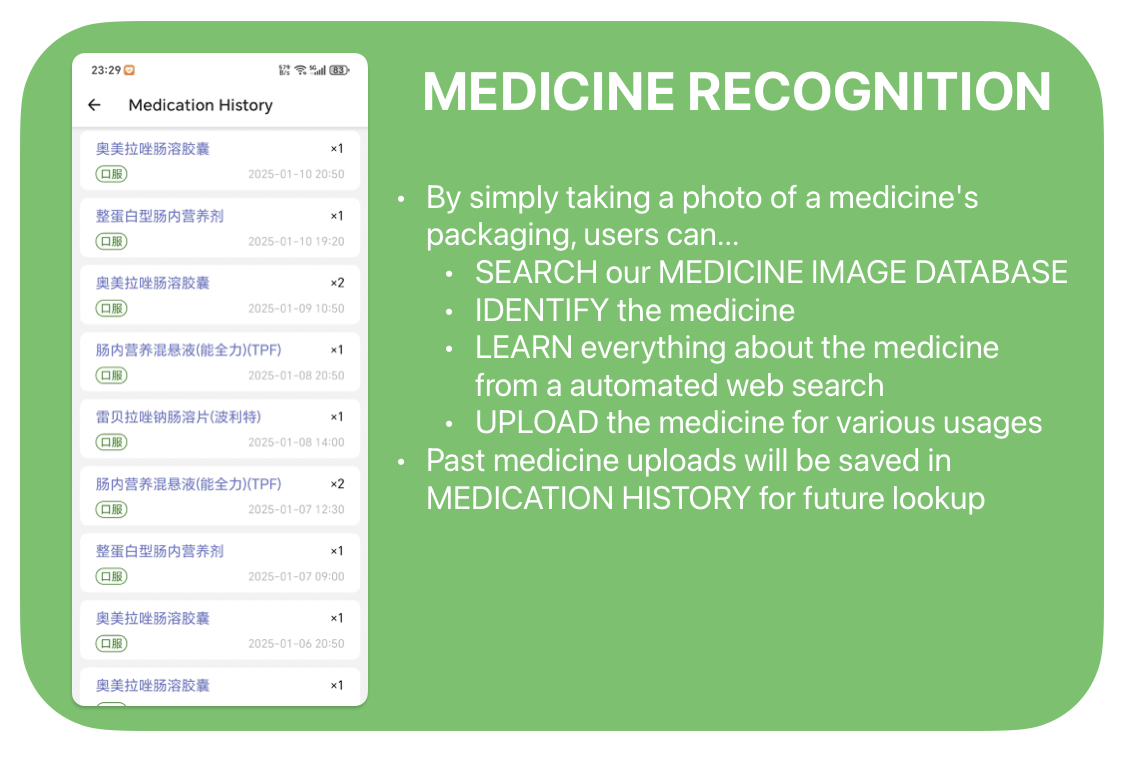 23:29
83
Medication History
奥美拉唑肠溶胶囊 ×1
口服 2025-01-10 20:50
整蛋白型肠内营养剂 ×1
口服 2025-01-10 19:20
奥美拉唑肠溶胶囊 ×2
口服 2025-01-09 10:50
肠内营养混悬液(能全力)(TPF) ×1
口服 2025-01-08 20:50
雷贝拉唑钠肠溶片(波利特) ×1
口服 2025-01-08 14:00
肠内营养混悬液(能全力)(TPF) ×2
口服 2025-01-07 12:30
整蛋白型肠内营养剂 ×1
口服 2025-01-07 09:00
奥美拉唑肠溶胶囊 ×1
口服 2025-01-06 20:50
奥美拉唑肠溶胶囊 ×1
MEDICINE RECOGNITION
• By simply taking a photo of a medicine's
packaging, users can...
• SEARCH our MEDICINE IMAGE DATABASE
• IDENTIFY the medicine
• LEARN everything about the medicine
from a automated web search
• UPLOAD the medicine for various usages
• Past medicine uploads will be saved in
MEDICATION HISTORY for future lookup